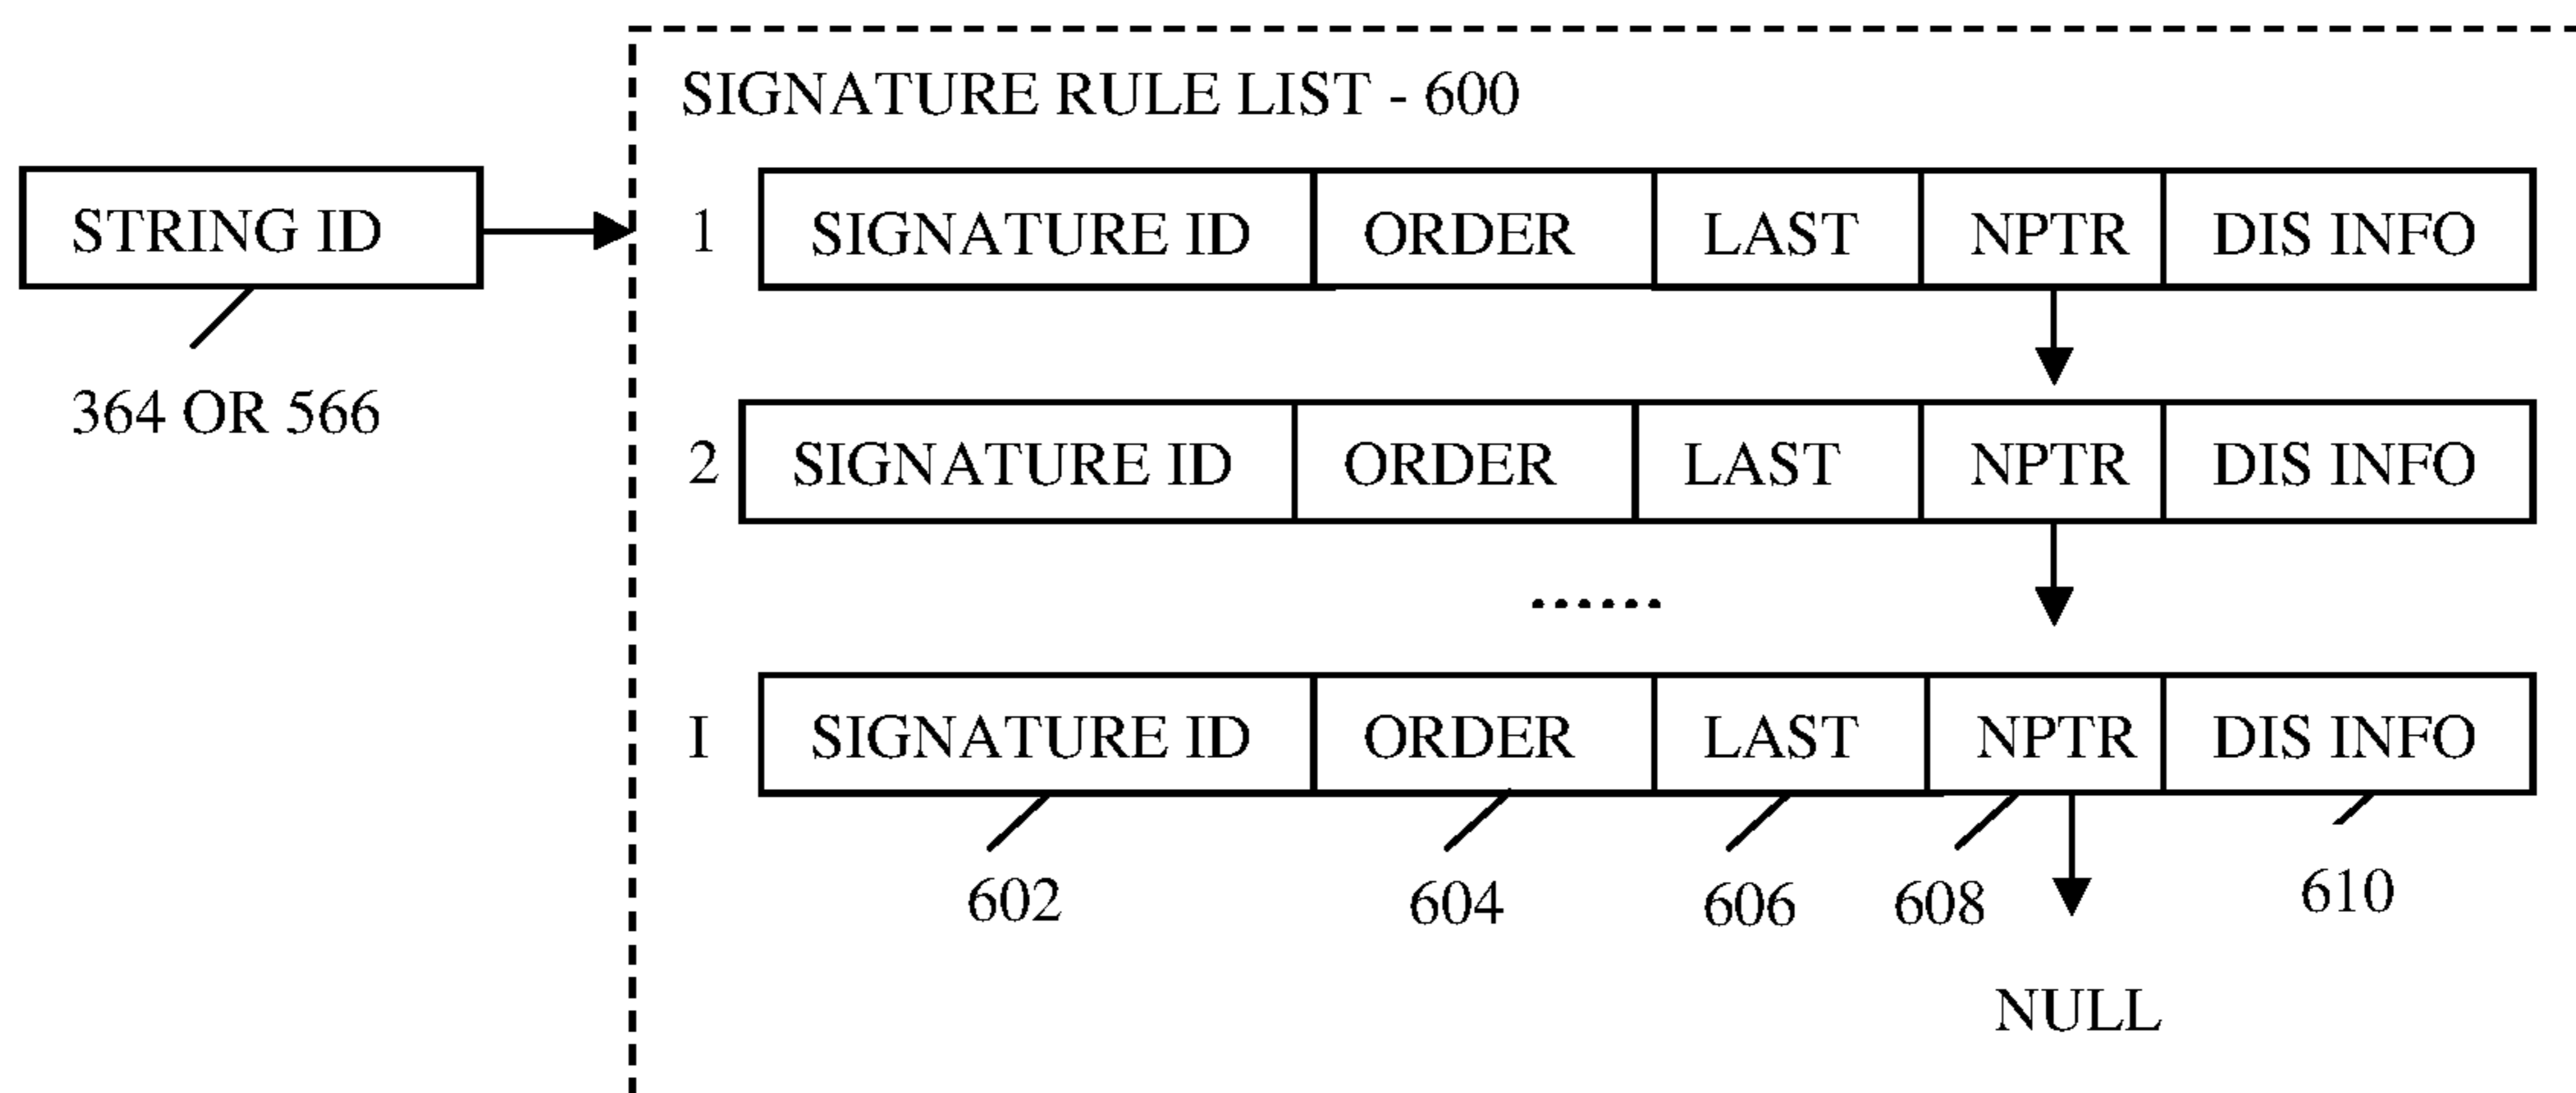 SIGNATURE RULE LIST - 600
STRING ID
364 OR 566
1 SIGNATURE ID ORDER LAST NPTR DIS INFO
2 SIGNATURE ID ORDER LAST NPTR DIS INFO
......
I SIGNATURE ID ORDER LAST NPTR DIS INFO
602 604 606 608 610
NULL